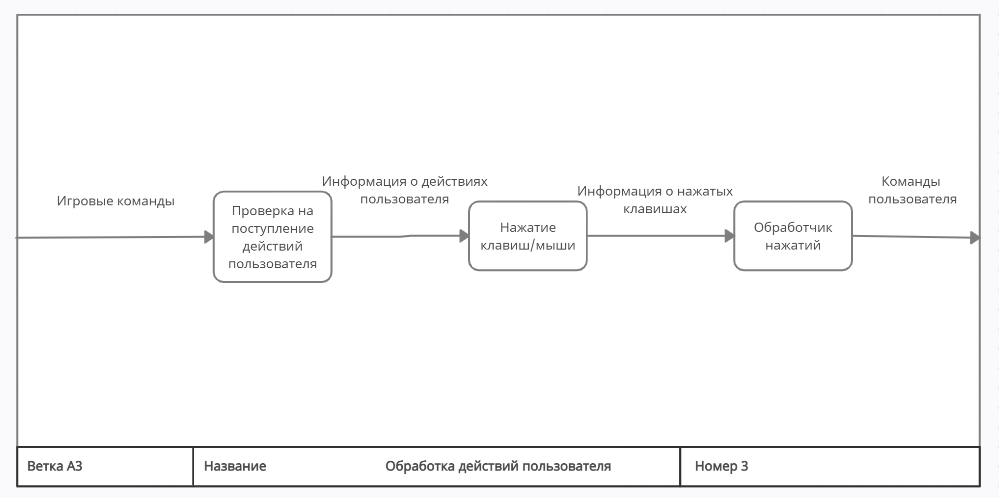 Игровые команды
Проверка на
поступление
действий
пользователя
Информация о действиях
пользователя
Нажатие
клавиш/мыши
Информация о нажатых
клавишах
Обработчик
нажатий
Команды
пользователя
Ветка А3
Название
Обработка действий пользователя
Номер 3